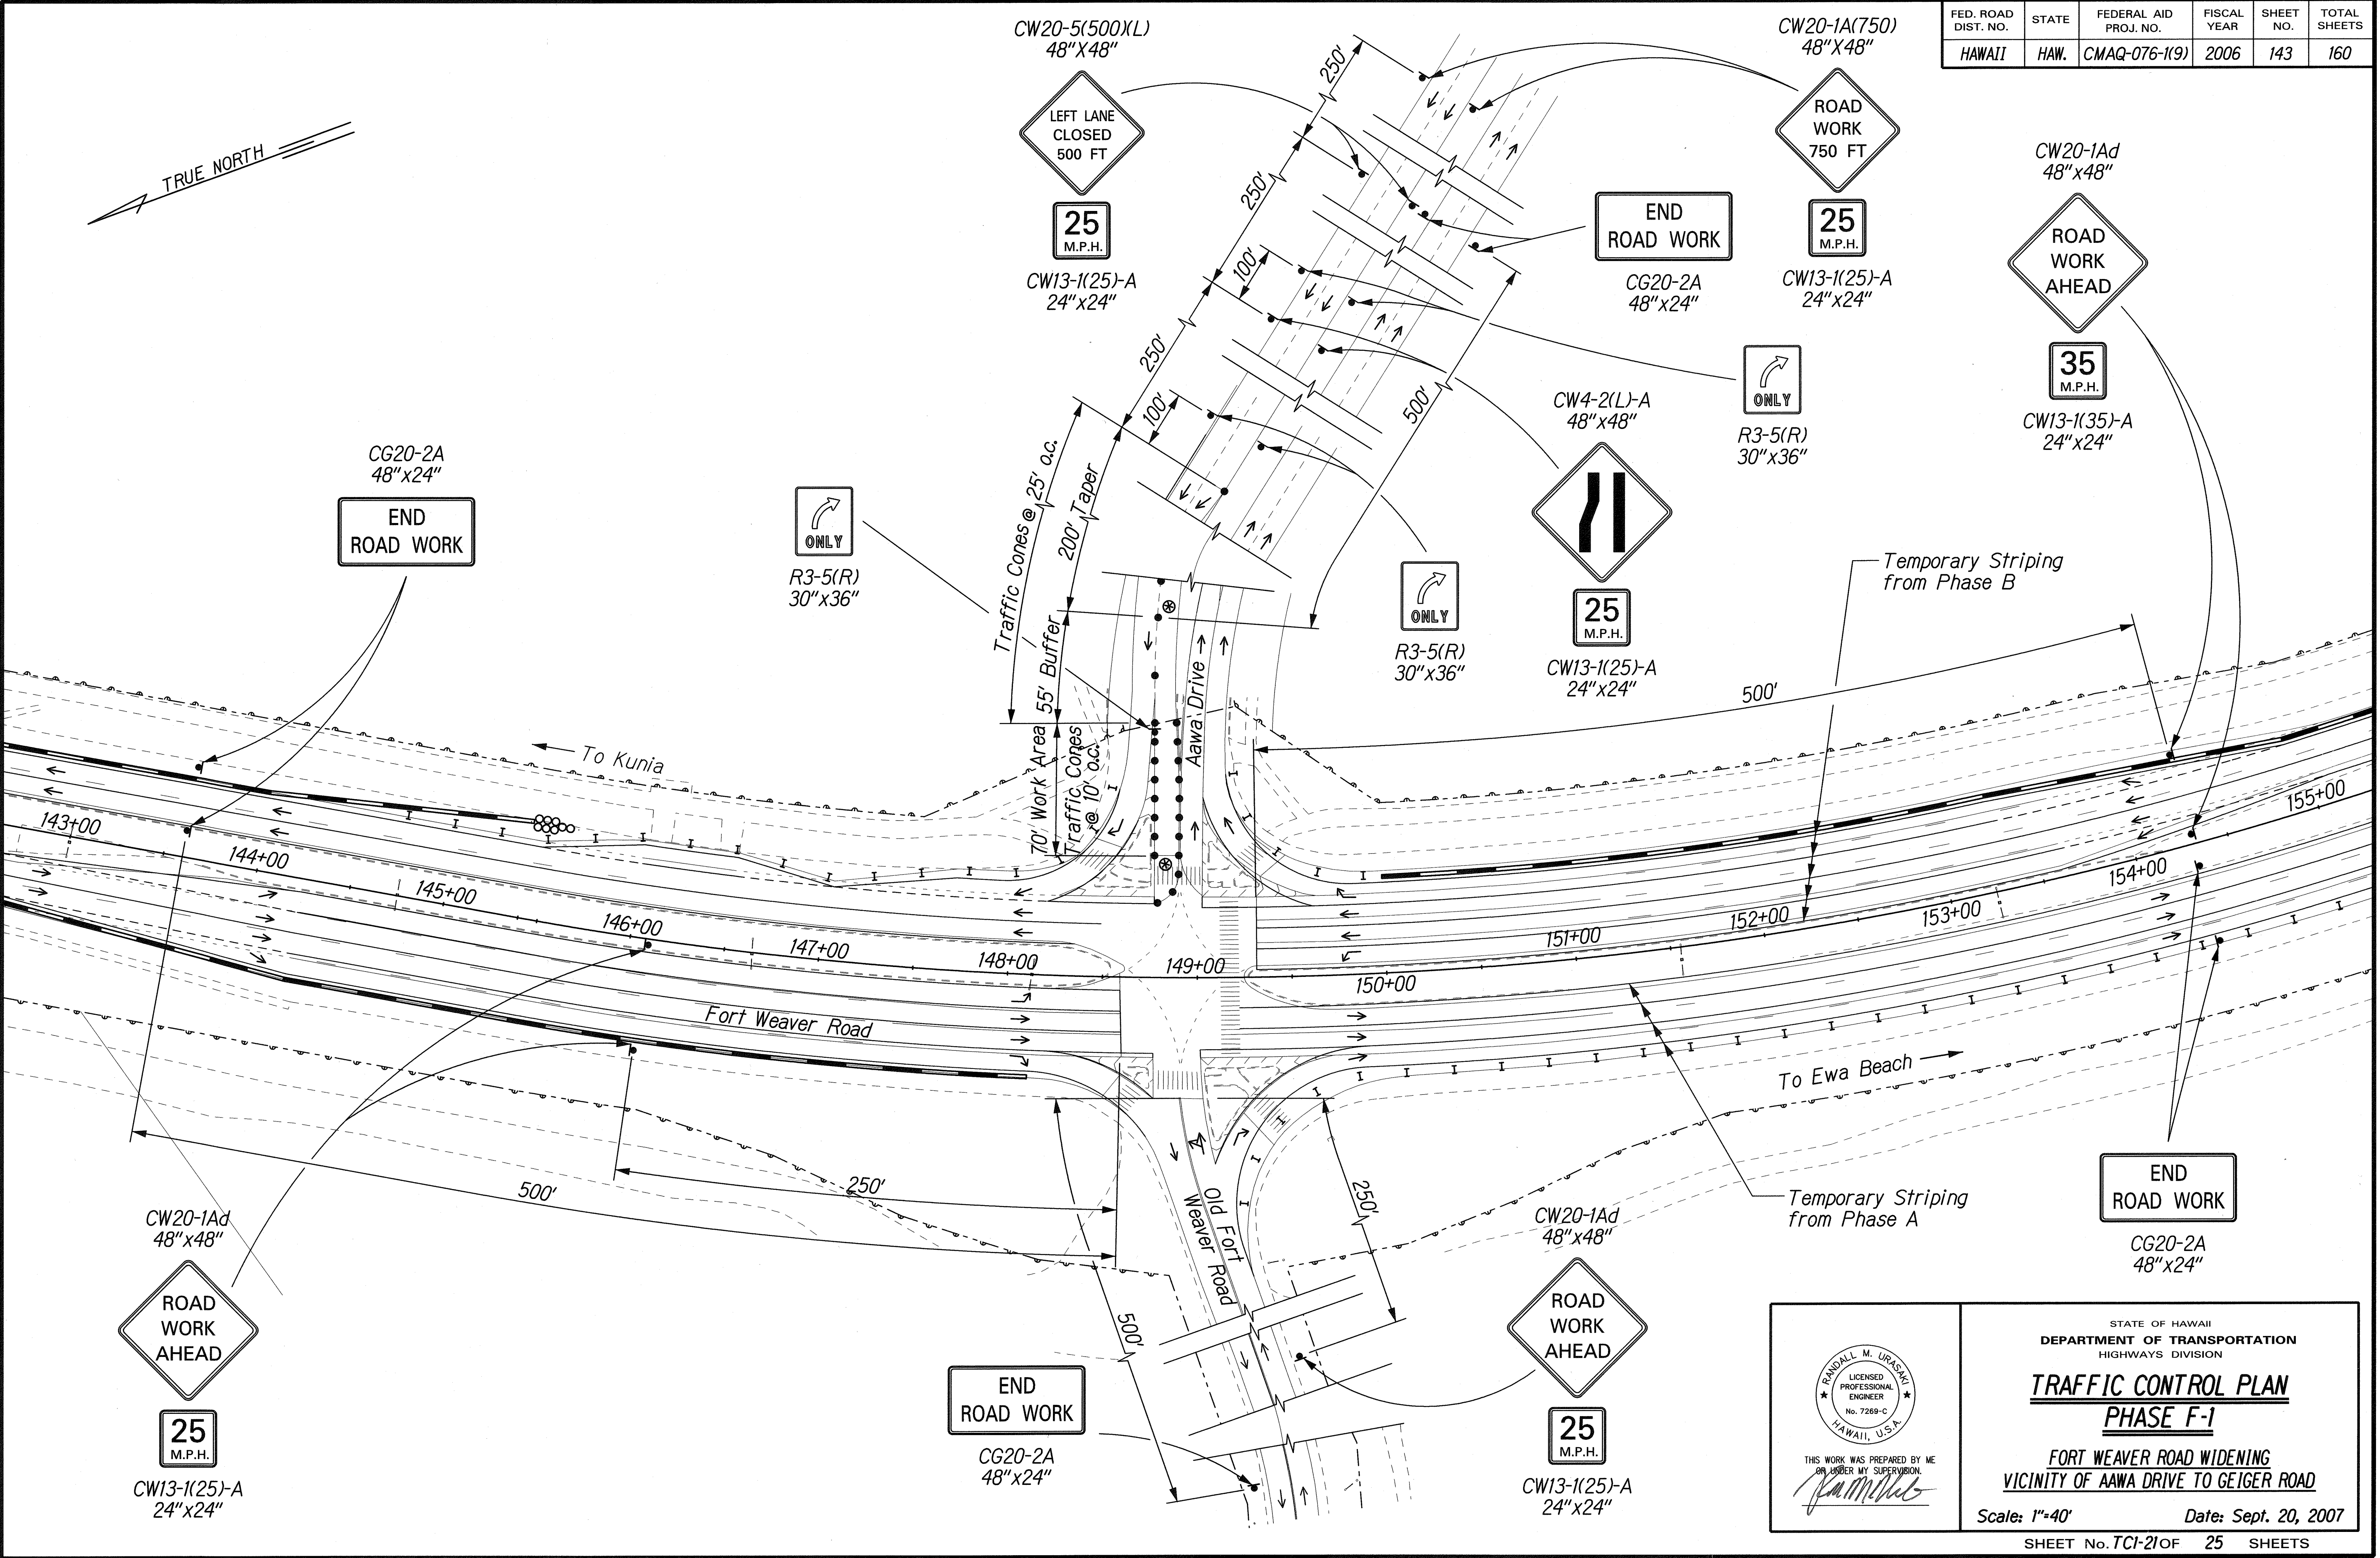 FED. ROAD DIST. NO.
STATE
FEDERAL AID PROJ. NO.
FISCAL YEAR
SHEET NO.
TOTAL SHEETS
HAWAII
HAW.
CMAQ-076-1(9)
2006
143
160
TRUE NORTH
CW20-5(500)(L)
48"X48"
LEFT LANE
CLOSED
500 FT
25
M.P.H.
CW13-1(25)-A
24"x24"
CW20-1A(750)
48"X48"
ROAD
WORK
750 FT
25
M.P.H.
CW13-1(25)-A
24"x24"
END
ROAD WORK
CG20-2A
48"x24"
CW20-1Ad
48"x48"
ROAD
WORK
AHEAD
35
M.P.H.
CW13-1(35)-A
24"x24"
250'
250'
100'
250'
100'
500'
ONLY
R3-5(R)
30"x36"
CW4-2(L)-A
48"x48"
25
M.P.H.
CW13-1(25)-A
24"x24"
ONLY
R3-5(R)
30"x36"
ONLY
R3-5(R)
30"x36"
CG20-2A
48"x24"
END
ROAD WORK
Traffic Cones @ 25' o.c.
200' Taper
55' Buffer
70' Work Area
Traffic Cones
@ 10' o.c.
Aawa Drive
Temporary Striping
from Phase B
500'
To Kunia
143+00
144+00
145+00
146+00
147+00
148+00
149+00
150+00
151+00
152+00
153+00
154+00
155+00
Fort Weaver Road
To Ewa Beach
500'
250'
Old Fort
Weaver Road
250'
500'
Temporary Striping
from Phase A
END
ROAD WORK
CG20-2A
48"x24"
CW20-1Ad
48"x48"
ROAD
WORK
AHEAD
25
M.P.H.
CW13-1(25)-A
24"x24"
END
ROAD WORK
CG20-2A
48"x24"
CW20-1Ad
48"x48"
ROAD
WORK
AHEAD
25
M.P.H.
CW13-1(25)-A
24"x24"
RANDALL M. URASAKI
LICENSED
PROFESSIONAL
ENGINEER
No. 7269-C
HAWAII, U.S.A.
THIS WORK WAS PREPARED BY ME
OR UNDER MY SUPERVISION.
STATE OF HAWAII
DEPARTMENT OF TRANSPORTATION
HIGHWAYS DIVISION
TRAFFIC CONTROL PLAN
PHASE F-1
FORT WEAVER ROAD WIDENING
VICINITY OF AAWA DRIVE TO GEIGER ROAD
Scale: 1"=40'
Date: Sept. 20, 2007
SHEET No. TC1-21 OF 25 SHEETS